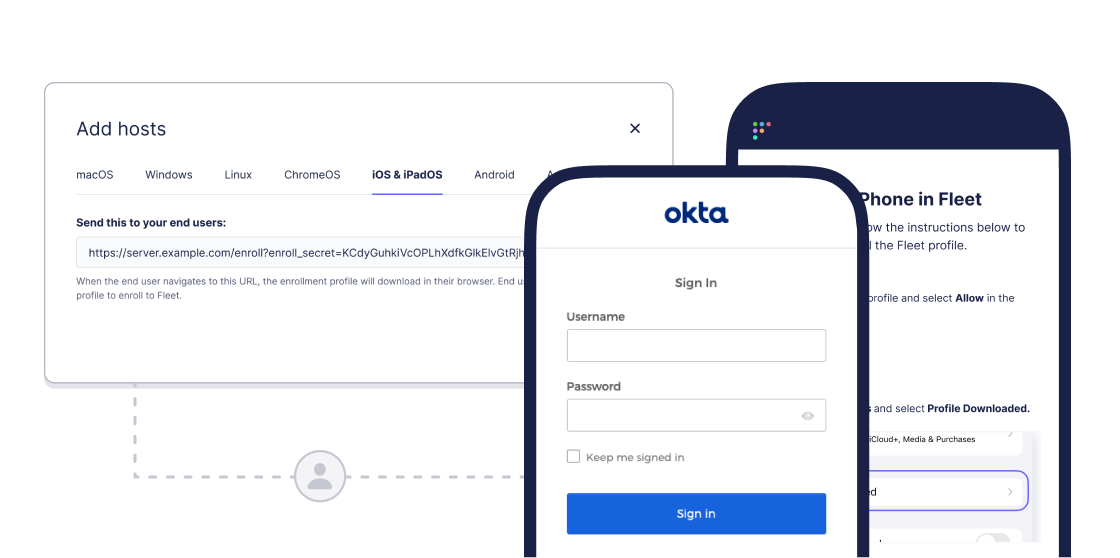 Add hosts
macOS Windows Linux ChromeOS iOS & iPadOS Android
Send this to your end users:
https://server.example.com/enroll?enroll_secret=KCdyGuhkiVcOPLhXdfkGlkElvGtRjh
When the end user navigates to this URL, the enrollment profile will download in their browser. End
profile to enroll to Fleet.
okta
Sign In
Username
Password
Keep me signed in
Sign in
Phone in Fleet
the instructions below to
the Fleet profile.
profile and select Allow in the
and select Profile Downloaded.
iCloud+, Media & Purchases